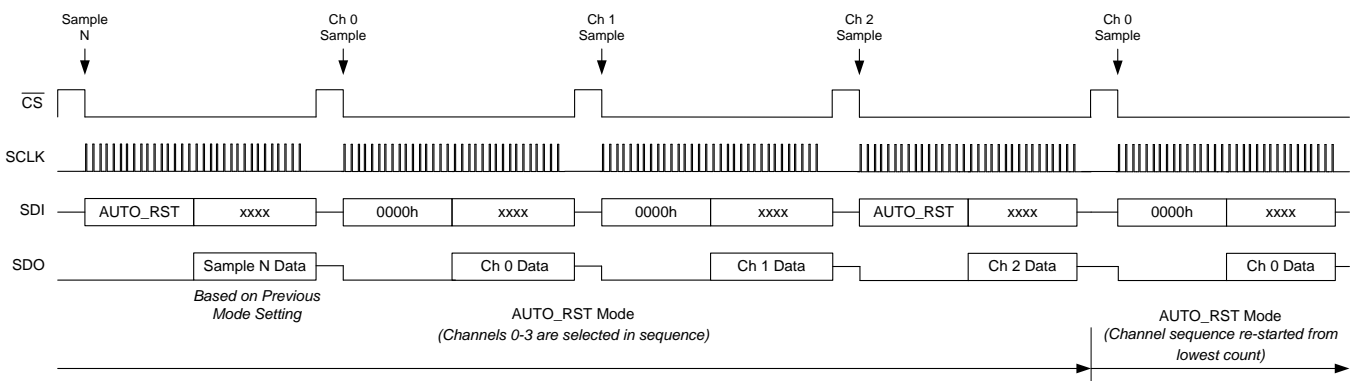 Sample
N
Ch 0
Sample
Ch 1
Sample
Ch 2
Sample
Ch 0
Sample
CS
SCLK
SDI
AUTO_RST
xxxx
0000h
xxxx
0000h
xxxx
AUTO_RST
xxxx
0000h
xxxx
SDO
Sample N Data
Ch 0 Data
Ch 1 Data
Ch 2 Data
Ch 0 Data
Based on Previous
Mode Setting
AUTO_RST Mode
(Channels 0-3 are selected in sequence)
AUTO_RST Mode
(Channel sequence re-started from
lowest count)